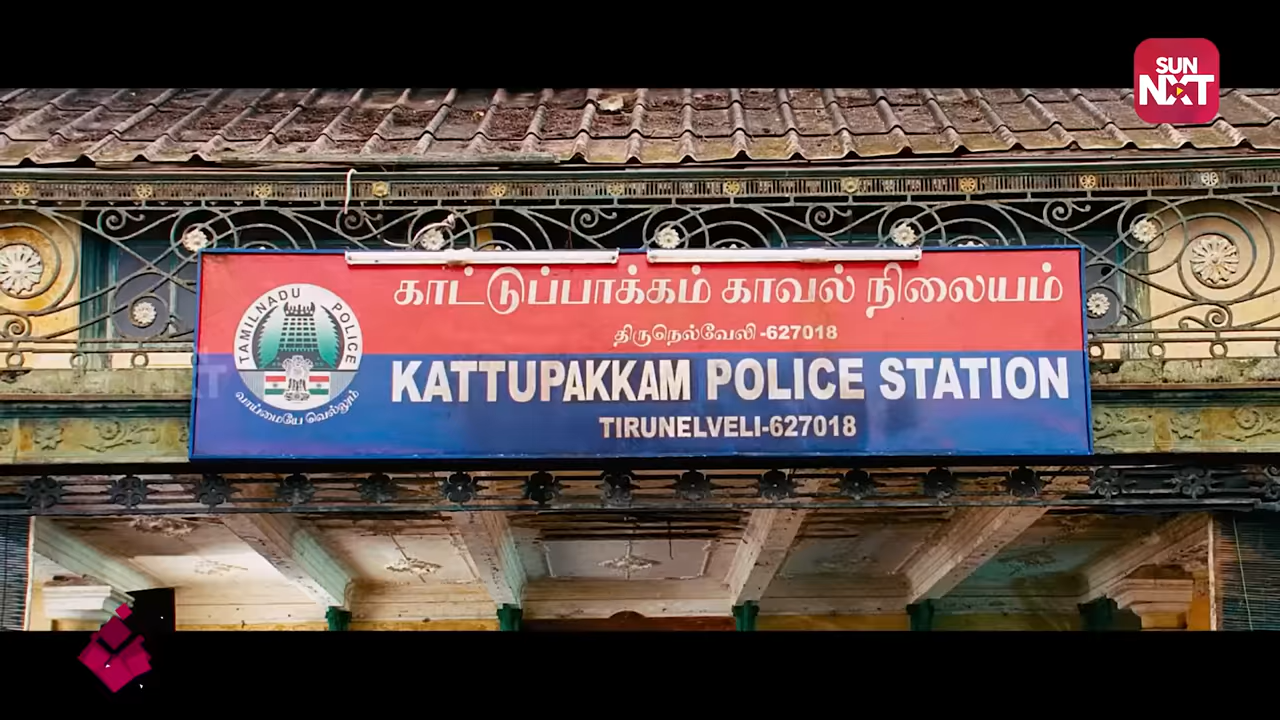 SUN
NXT
காட்டுப்பாக்கம் காவல் நிலையம்
திருநெல்வேலி -627018
TAMILNADU POLICE
வாய்மையே வெல்லும்
KATTUPAKKAM POLICE STATION
TIRUNELVELI-627018